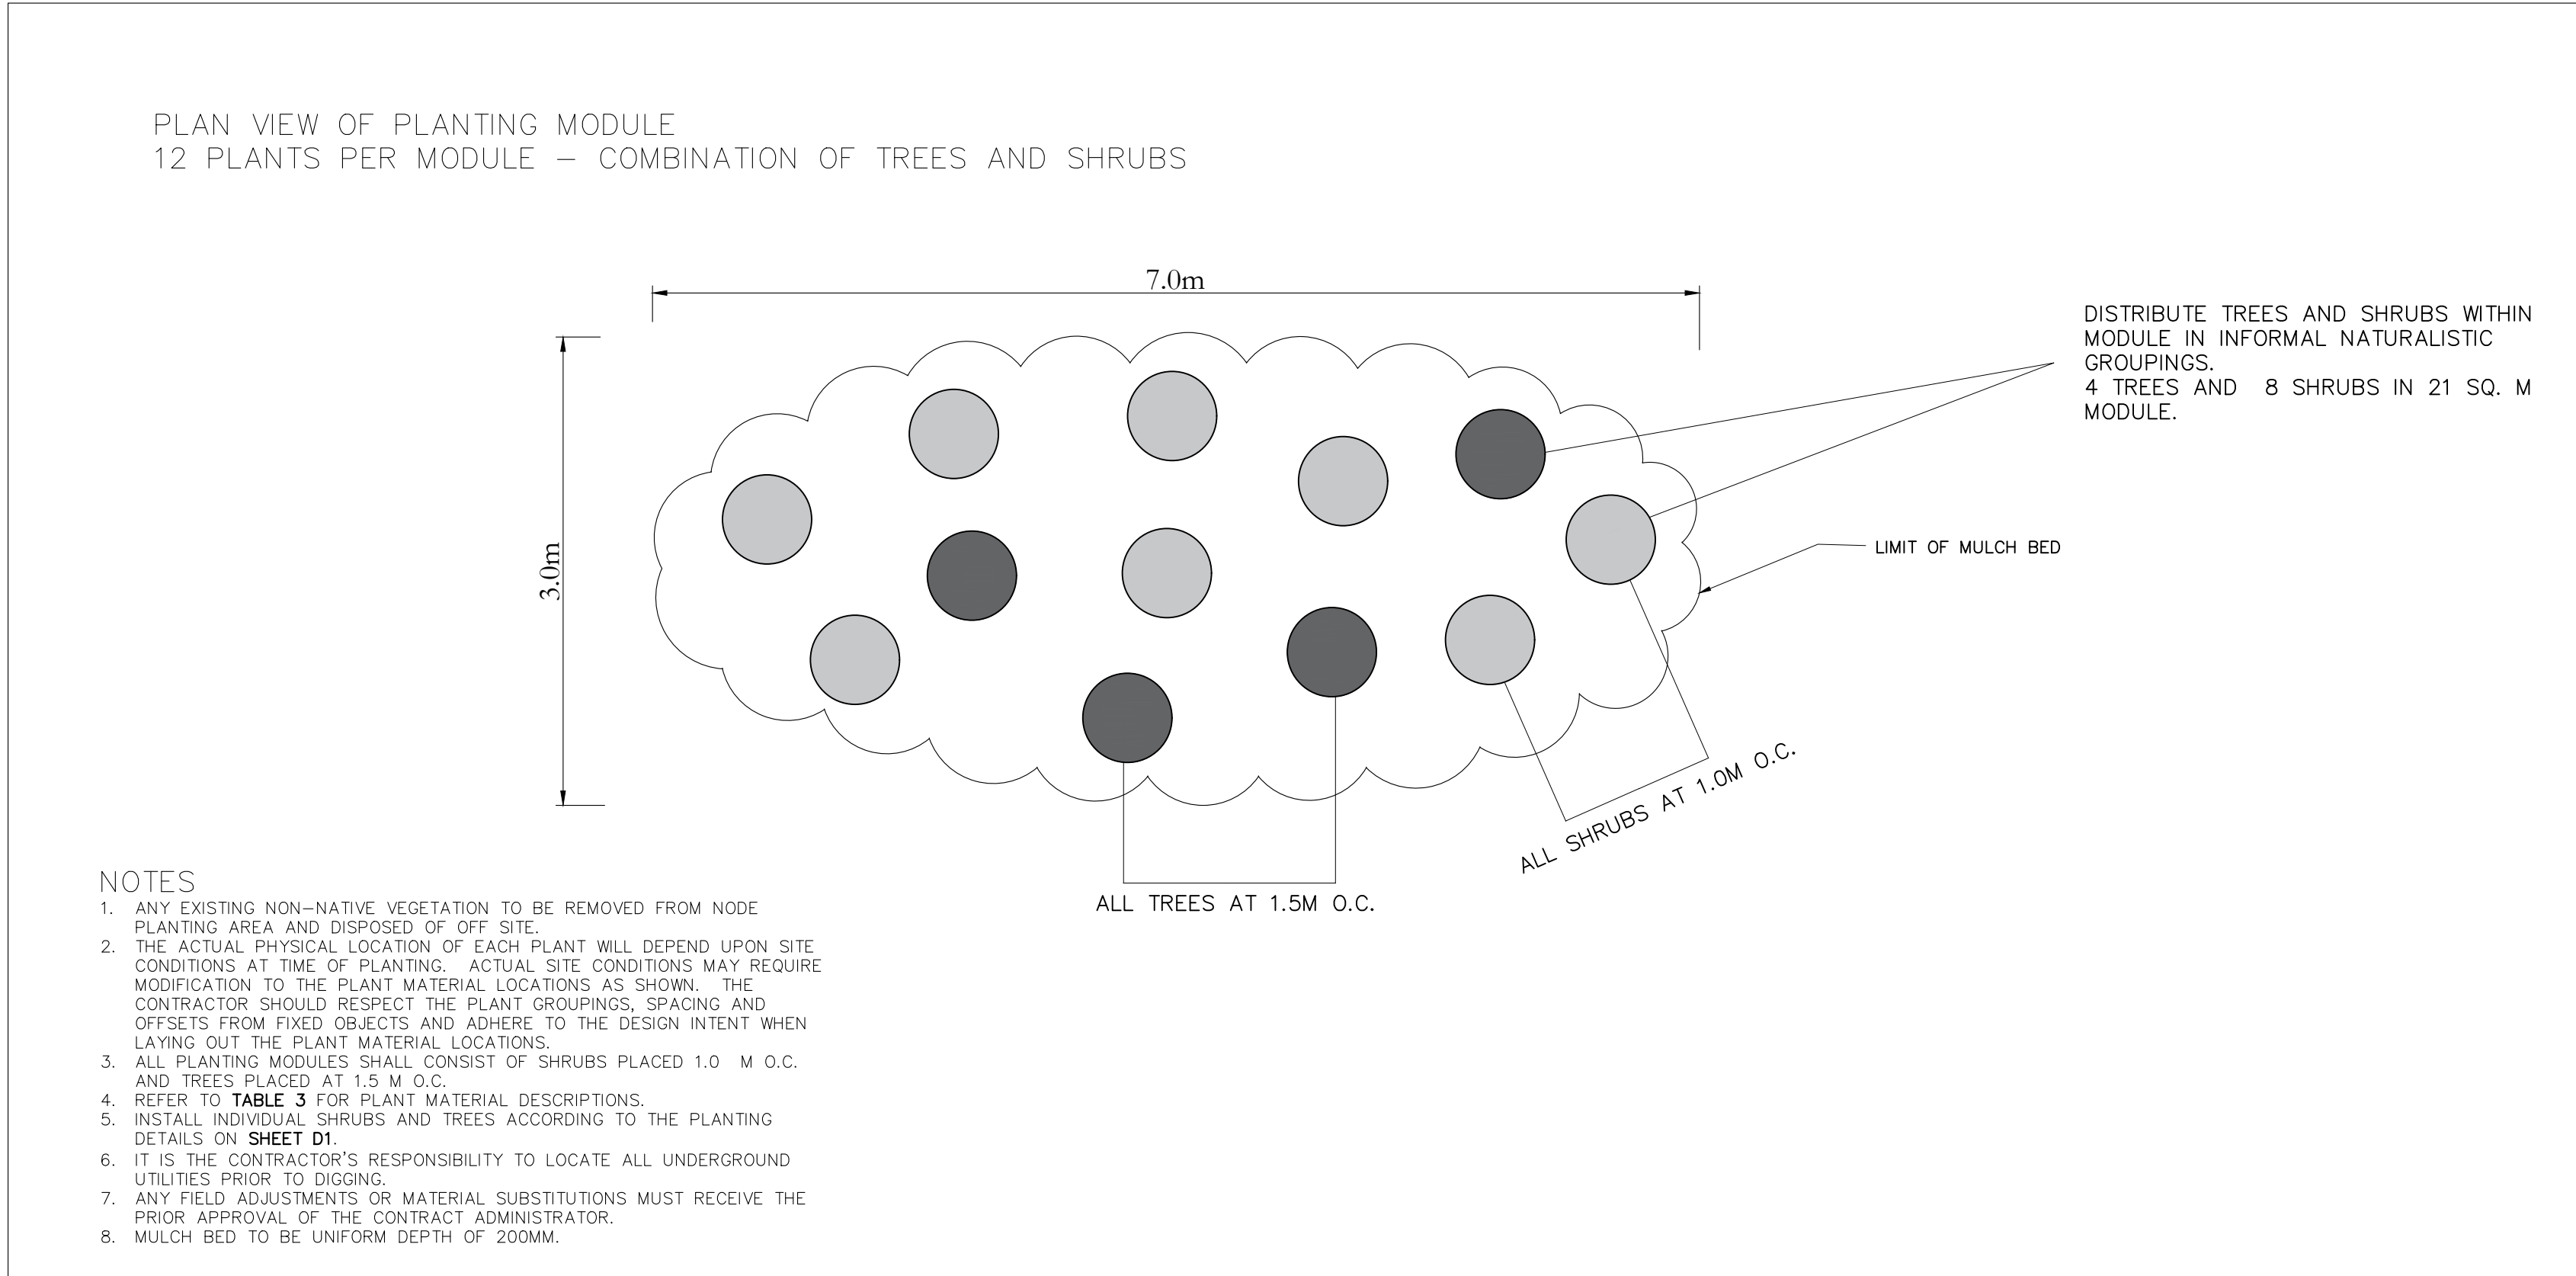 PLAN VIEW OF PLANTING MODULE
12 PLANTS PER MODULE – COMBINATION OF TREES AND SHRUBS
7.0m
3.0m
DISTRIBUTE TREES AND SHRUBS WITHIN
MODULE IN INFORMAL NATURALISTIC
GROUPINGS.
4 TREES AND 8 SHRUBS IN 21 SQ. M
MODULE.
LIMIT OF MULCH BED
ALL SHRUBS AT 1.0M O.C.
ALL TREES AT 1.5M O.C.
NOTES
1. ANY EXISTING NON–NATIVE VEGETATION TO BE REMOVED FROM NODE
PLANTING AREA AND DISPOSED OF OFF SITE.
2. THE ACTUAL PHYSICAL LOCATION OF EACH PLANT WILL DEPEND UPON SITE
CONDITIONS AT TIME OF PLANTING. ACTUAL SITE CONDITIONS MAY REQUIRE
MODIFICATION TO THE PLANT MATERIAL LOCATIONS AS SHOWN. THE
CONTRACTOR SHOULD RESPECT THE PLANT GROUPINGS, SPACING AND
OFFSETS FROM FIXED OBJECTS AND ADHERE TO THE DESIGN INTENT WHEN
LAYING OUT THE PLANT MATERIAL LOCATIONS.
3. ALL PLANTING MODULES SHALL CONSIST OF SHRUBS PLACED 1.0 M O.C.
AND TREES PLACED AT 1.5 M O.C.
4. REFER TO TABLE 3 FOR PLANT MATERIAL DESCRIPTIONS.
5. INSTALL INDIVIDUAL SHRUBS AND TREES ACCORDING TO THE PLANTING
DETAILS ON SHEET D1.
6. IT IS THE CONTRACTOR'S RESPONSIBILITY TO LOCATE ALL UNDERGROUND
UTILITIES PRIOR TO DIGGING.
7. ANY FIELD ADJUSTMENTS OR MATERIAL SUBSTITUTIONS MUST RECEIVE THE
PRIOR APPROVAL OF THE CONTRACT ADMINISTRATOR.
8. MULCH BED TO BE UNIFORM DEPTH OF 200MM.